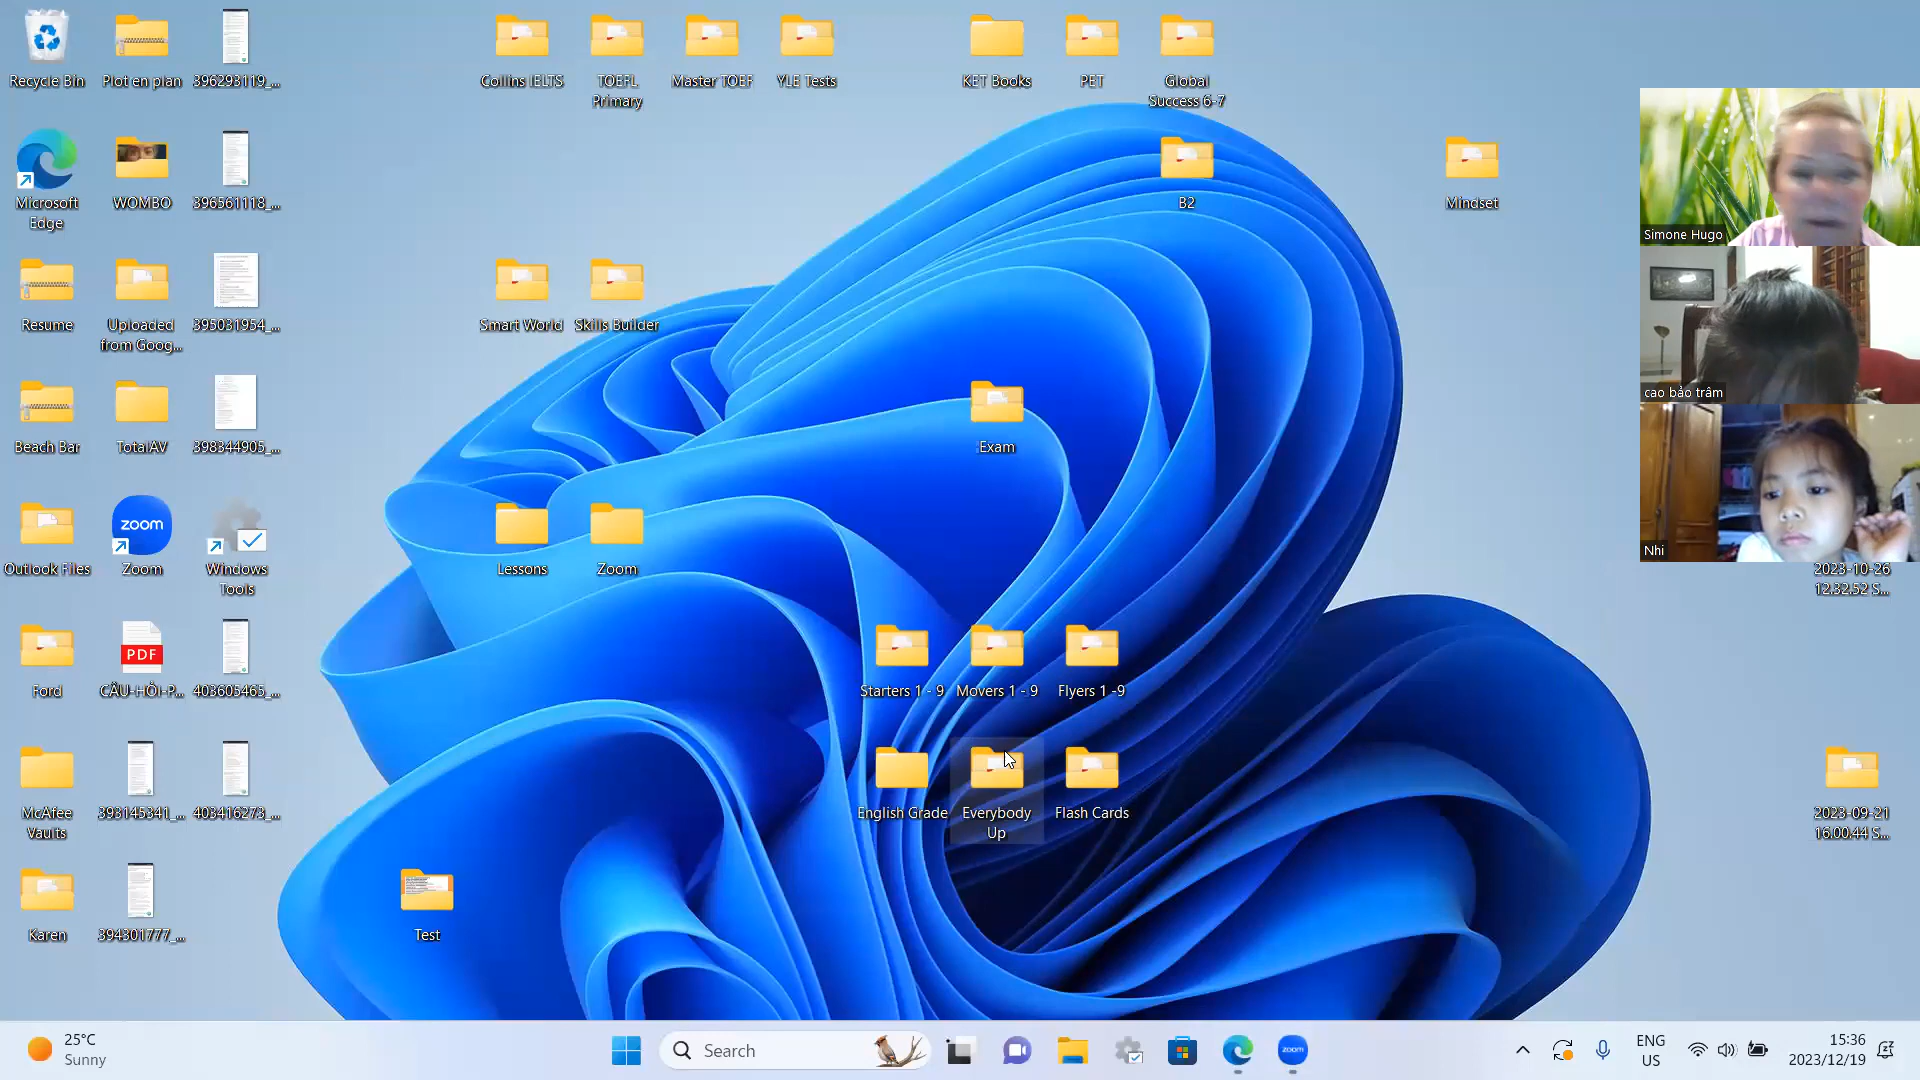 Recycle Bin
Plot en plan
396293119_...
Collins IELTS
TOEFL
Primary
Master TOEF
YLE Tests
KET Books
PET
Global
Success 6-7
Microsoft
Edge
WOMBO
396561118_...
B2
Mindset
Simone Hugo
Resume
Uploaded
from Goog...
395031954_...
Smart World
Skills Builder
cao bảo trâm
Beach Bar
TotalAV
398344905_...
Exam
Nhi
Outlook Files
zoom
Zoom
Windows
Tools
Lessons
Zoom
2023-10-26
12.32.52 S...
Ford
PDF
CÂU-HỎI-P...
403605465_...
Starters 1 - 9
Movers 1 - 9
Flyers 1 -9
McAfee
Vaults
393145341_...
403416273_...
English Grade
Everybody
Up
Flash Cards
2023-09-21
16.00.44 S...
Karen
394301777_...
Test
25°C
Sunny
Search
zoom
ENG
US
15:36
2023/12/19